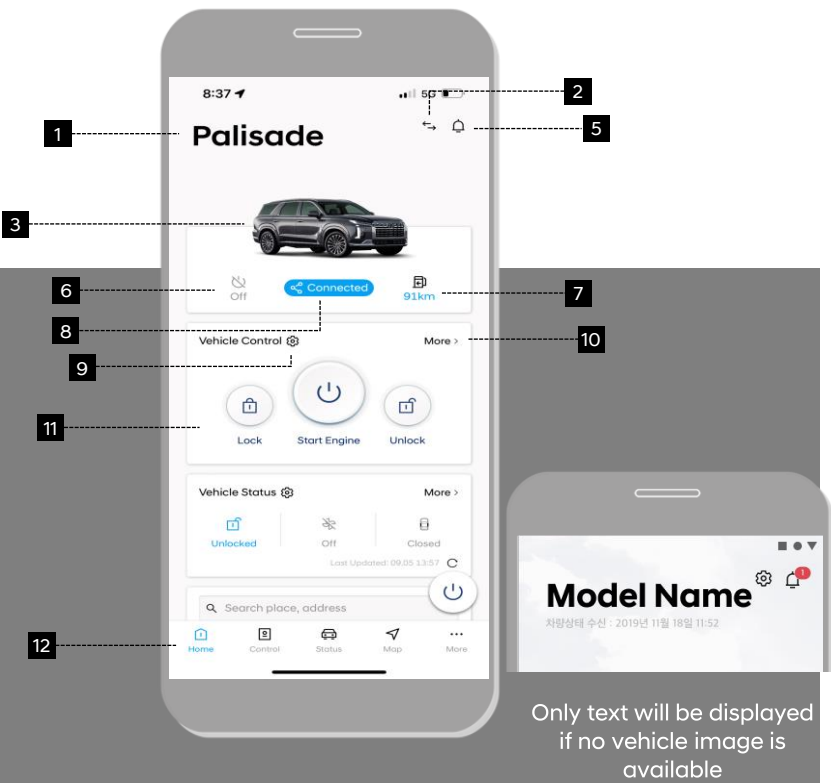 8:37
5G
2
1
Palisade
5
3
6
Off
Connected
91km
7
8
Vehicle Control
More >
10
9
11
Lock
Start Engine
Unlock
Vehicle Status
More >
Unlocked
Off
Closed
Last Updated: 09.05 13:57
Search place, address
12
Home
Control
Status
Map
More
1
Model Name
차량상태 수신 : 2019년 11월 18일 11:52
Only text will be displayed
if no vehicle image is
available